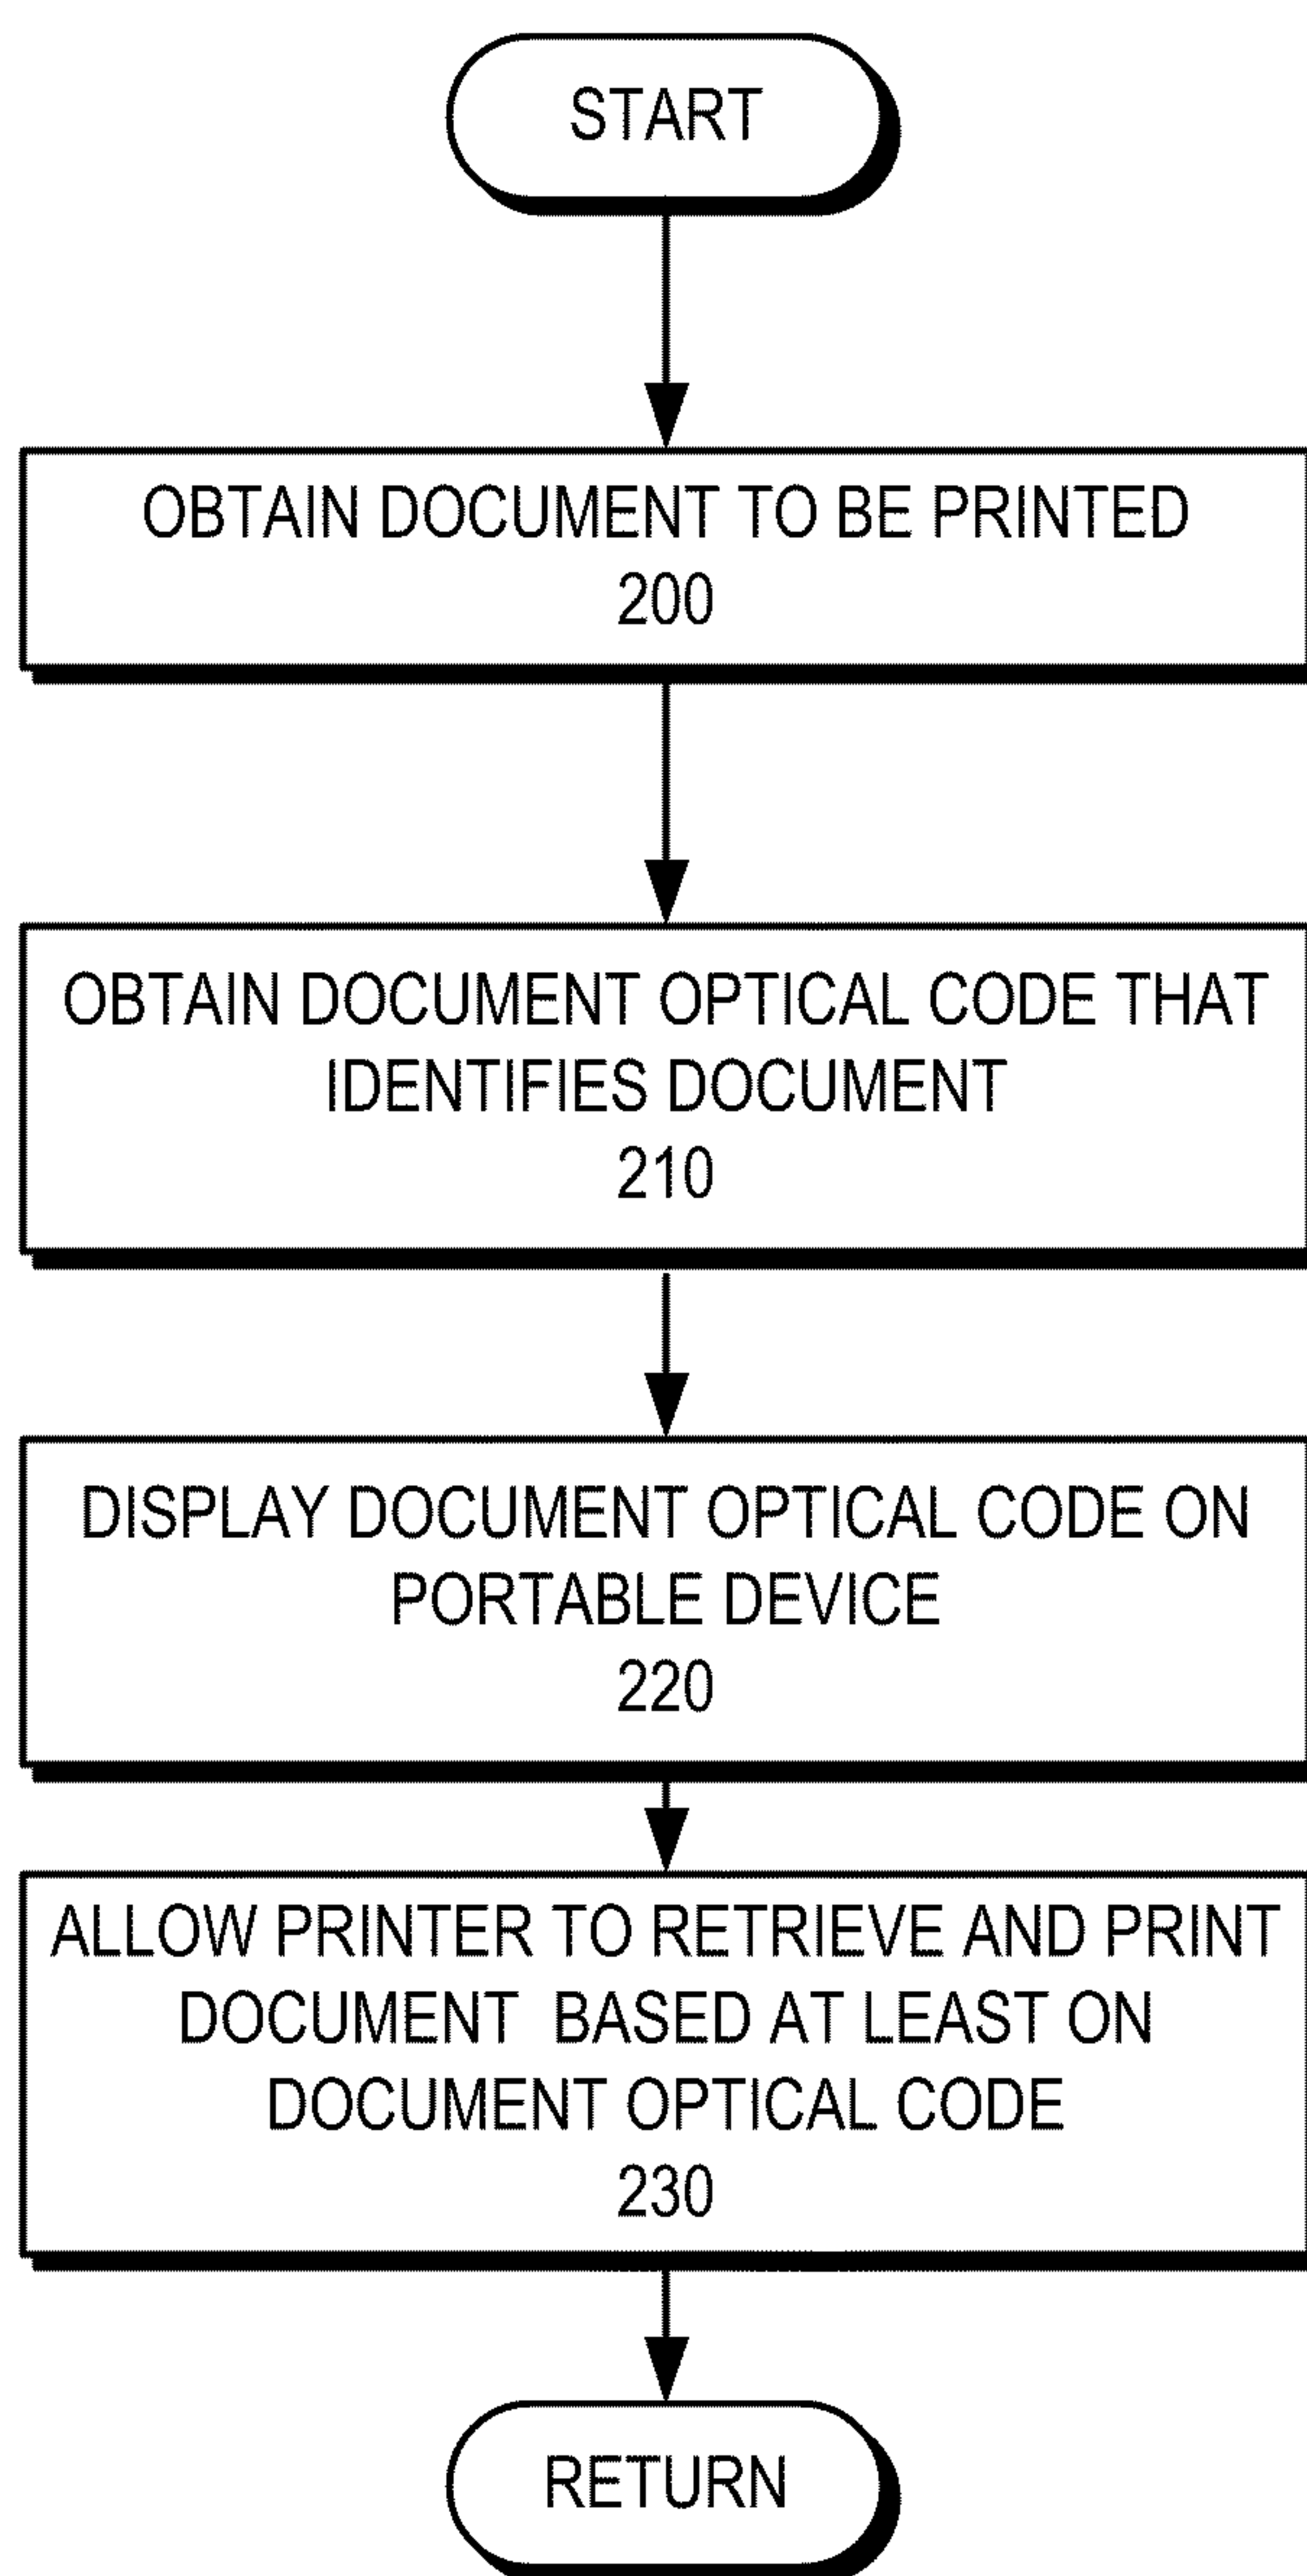 START
OBTAIN DOCUMENT TO BE PRINTED
200
OBTAIN DOCUMENT OPTICAL CODE THAT
IDENTIFIES DOCUMENT
210
DISPLAY DOCUMENT OPTICAL CODE ON
PORTABLE DEVICE
220
ALLOW PRINTER TO RETRIEVE AND PRINT
DOCUMENT BASED AT LEAST ON
DOCUMENT OPTICAL CODE
230
RETURN